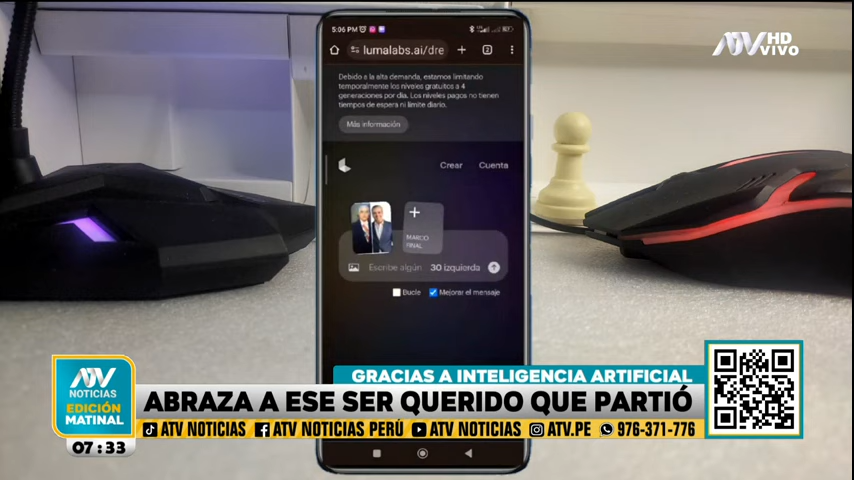 5:06 PM
lumalabs.ai/dre
2
Debido a la alta demanda, estamos limitando
temporalmente los niveles gratuitos a 4
generaciones por día. Los niveles pagos no tienen
tiempos de espera ni límite diario.
Más información
Crear Cuenta
MARCO
FINAL
Escribe algún 30 izquierda
Bucle Mejorar el mensaje
ATV HD
VIVO
GRACIAS A INTELIGENCIA ARTIFICIAL
ATV
NOTICIAS
EDICIÓN
MATINAL
07:33
ABRAZA A ESE SER QUERIDO QUE PARTIÓ
ATV NOTICIAS ATV NOTICIAS PERÚ ATV NOTICIAS ATV.PE 976-371-776